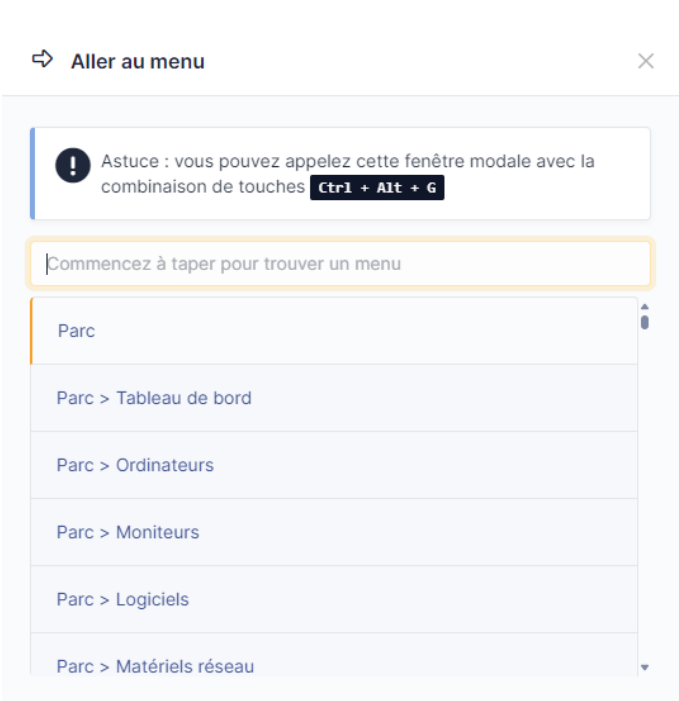 Aller au menu
Astuce : vous pouvez appelez cette fenêtre modale avec la
combinaison de touches Ctrl + Alt + G
Commencez à taper pour trouver un menu
Parc
Parc > Tableau de bord
Parc > Ordinateurs
Parc > Moniteurs
Parc > Logiciels
Parc > Matériels réseau